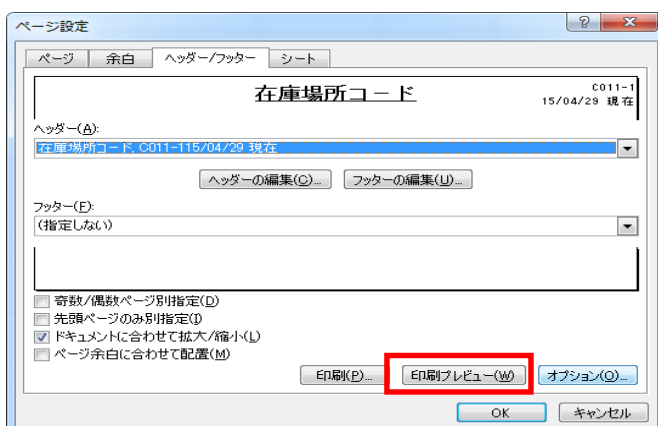 ページ設定
ページ 余白 ヘッダー/フッター シート
在庫場所コード
C011-1
15/04/29 現在
ヘッダー(A):
在庫場所コード, C011-115/04/29 現在
ヘッダーの編集(C)... フッターの編集(U)...
フッター(F):
(指定しない)
奇数/偶数ページ別指定(D)
先頭ページのみ別指定(I)
ドキュメントに合わせて拡大/縮小(L)
ページ余白に合わせて配置(M)
印刷(P)... 印刷プレビュー(W) オプション(O)...
OK キャンセル